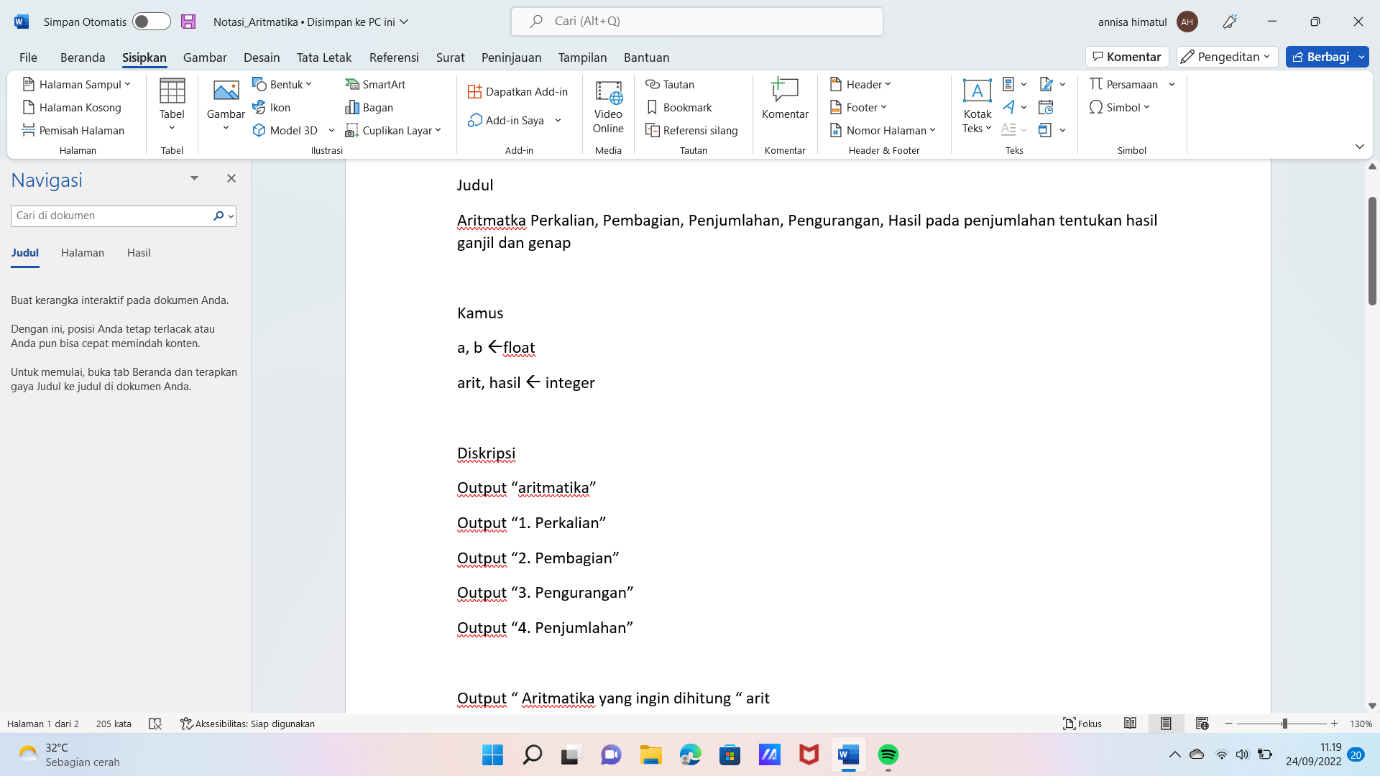 Simpan Otomatis
Notasi_Aritmatika • Disimpan ke PC ini
Cari (Alt+Q)
annisa himatul
AH
File Beranda Sisipkan Gambar Desain Tata Letak Referensi Surat Peninjauan Tampilan Bantuan
Komentar Pengeditan Berbagi
Halaman Sampul
Halaman Kosong
Pemisah Halaman
Halaman
Tabel
Tabel
Gambar
Bentuk
Ikon
Model 3D
SmartArt
Bagan
Cuplikan Layar
Ilustrasi
Dapatkan Add-in
Add-in Saya
Add-in
Video
Online
Media
Tautan
Bookmark
Referensi silang
Tautan
Komentar
Komentar
Header
Footer
Nomor Halaman
Header & Footer
Kotak
Teks
Teks
Persamaan
Simbol
Simbol
Navigasi
Cari di dokumen
Judul Halaman Hasil
Buat kerangka interaktif pada dokumen Anda.
Dengan ini, posisi Anda tetap terlacak atau
Anda pun bisa cepat memindah konten.
Untuk memulai, buka tab Beranda dan terapkan
gaya Judul ke judul di dokumen Anda.
Judul
Aritmatka Perkalian, Pembagian, Penjumlahan, Pengurangan, Hasil pada penjumlahan tentukan hasil
ganjil dan genap
Kamus
a, b ←float
arit, hasil ← integer
Diskripsi
Output “aritmatika”
Output “1. Perkalian”
Output “2. Pembagian”
Output “3. Pengurangan”
Output “4. Penjumlahan”
Output “ Aritmatika yang ingin dihitung “ arit
Halaman 1 dari 2 205 kata Aksesibilitas: Siap digunakan
Fokus
130%
32°C
Sebagian cerah
11.19
24/09/2022
20